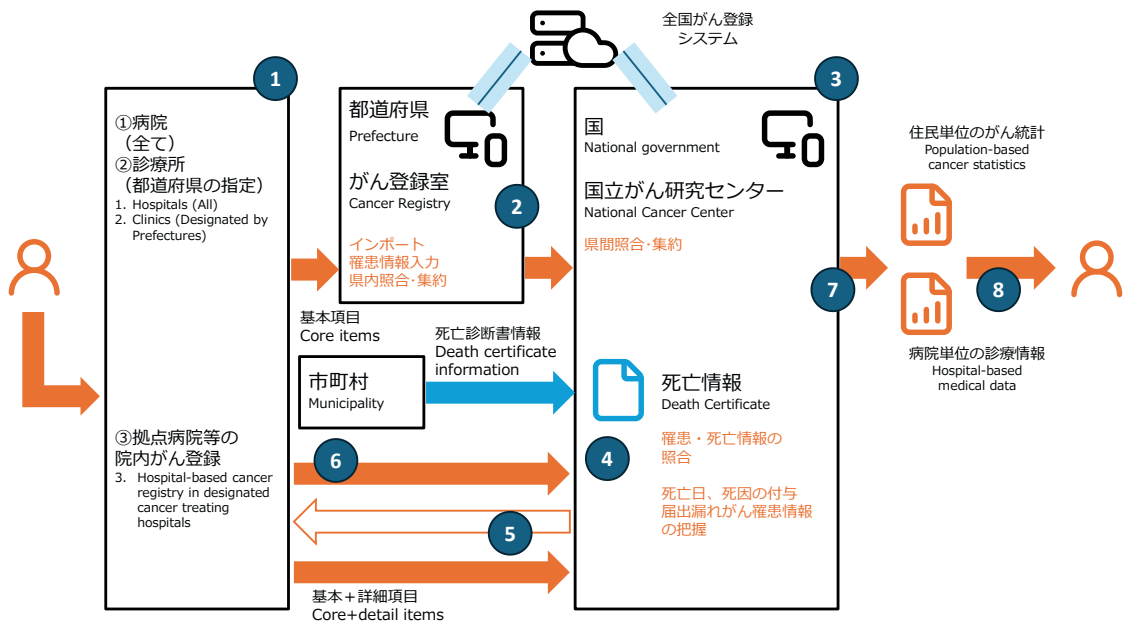 全国がん登録
システム
1
①病院
（全て）
②診療所
（都道府県の指定）
1. Hospitals (All)
2. Clinics (Designated by
Prefectures)
③拠点病院等の
院内がん登録
3. Hospital-based cancer
registry in designated
cancer treating
hospitals
都道府県
Prefecture
がん登録室
Cancer Registry
2
インポート
罹患情報入力
県内照合・集約
基本項目
Core items
市町村
Municipality
死亡診断書情報
Death certificate
information
3
国
National government
国立がん研究センター
National Cancer Center
県間照合・集約
死亡情報
Death Certificate
4
罹患・死亡情報の
照合
死亡日、死因の付与
届出漏れがん罹患情報
の把握
6
5
基本＋詳細項目
Core+detail items
7
住民単位のがん統計
Population-based
cancer statistics
8
病院単位の診療情報
Hospital-based
medical data